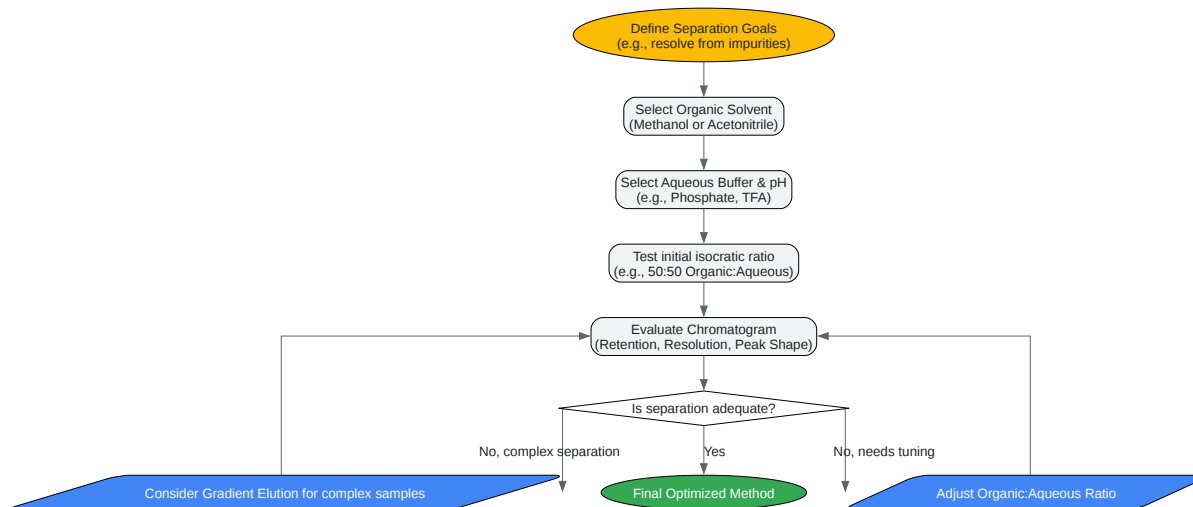 Define Separation Goals
(e.g., resolve from impurities)
Select Organic Solvent
(Methanol or Acetonitrile)
Select Aqueous Buffer & pH
(e.g., Phosphate, TFA)
Test initial isocratic ratio
(e.g., 50:50 Organic:Aqueous)
Evaluate Chromatogram
(Retention, Resolution, Peak Shape)
Is separation adequate?
No, complex separation
Yes
No, needs tuning
Consider Gradient Elution for complex samples
Final Optimized Method
Adjust Organic:Aqueous Ratio